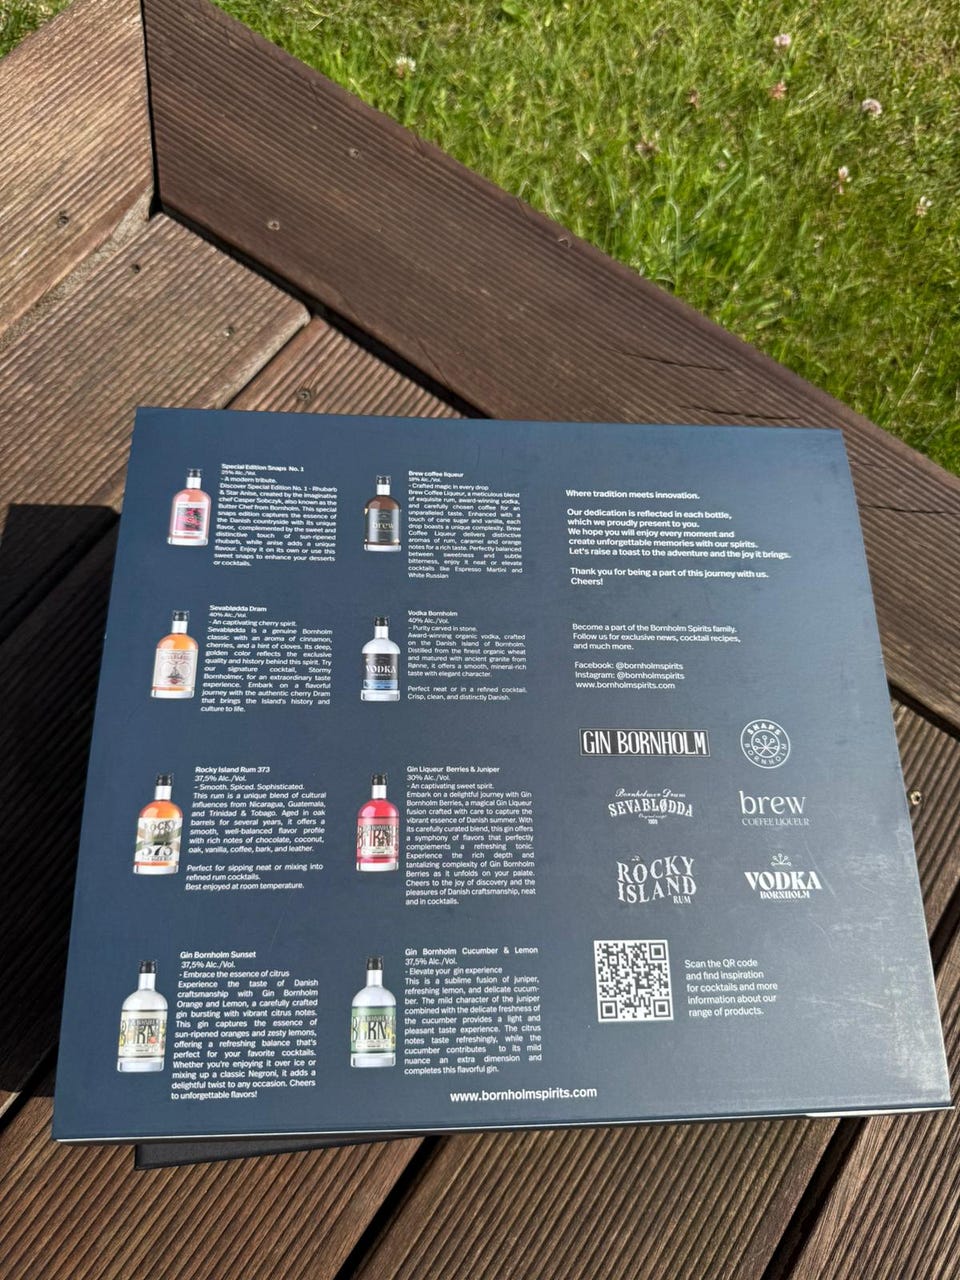 Special Edition Snaps No. 1
25% Alc./Vol.
- A modern tribute.
Discover Special Edition No. 1 - Rhubarb
& Star Anise, created by the imaginative
chef Casper Sobczyk, also known as the
Butter Chef from Bornholm. This special
snaps edition captures the essence of
the Danish countryside with its unique
flavor, complemented by the sweet and
distinctive touch of sun-ripened
rhubarb, while anise adds a unique
flavour. Enjoy it on its own or use this
sweet snaps to enhance your desserts
or cocktails.
Sevablødda Dram
40% Alc./Vol.
- An captivating cherry spirit.
Sevablødda is a genuine Bornholm
classic with an aroma of cinnamon,
cherries, and a hint of cloves. Its deep,
golden color reflects the exclusive
quality and history behind this spirit. Try
our signature cocktail, Stormy
Bornholmer, for an extraordinary taste
experience. Embark on a flavorful
journey with the authentic cherry Dram
that brings the Island's history and
culture to life.
Rocky Island Rum 373
37,5% Alc./Vol.
- Smooth. Spiced. Sophisticated.
This rum is a unique blend of cultural
influences from Nicaragua, Guatemala,
and Trinidad & Tobago. Aged in oak
barrels for several years, it offers a
smooth, well-balanced flavor profile
with rich notes of chocolate, coconut,
oak, vanilla, coffee, bark, and leather.
Perfect for sipping neat or mixing into
refined rum cocktails.
Best enjoyed at room temperature.
ROCKY
373
Gin Bornholm Sunset
37,5% Alc./Vol.
- Embrace the essence of citrus
Experience the taste of Danish
craftsmanship with Gin Bornholm
Orange and Lemon, a carefully crafted
gin bursting with vibrant citrus notes.
This gin captures the essence of
sun-ripened oranges and zesty lemons,
offering a refreshing balance that's
perfect for your favorite cocktails.
Whether you're enjoying it over ice or
mixing up a classic Negroni, it adds a
delightful twist to any occasion. Cheers
to unforgettable flavors!
Brew coffee liqueur
18% Alc./Vol.
- Crafted magic in every drop
Brew Coffee Liqueur, a meticulous blend
of exquisite rum, award-winning vodka,
and carefully chosen coffee for an
unparalleled taste. Enhanced with a
touch of cane sugar and vanilla, each
drop boasts a unique complexity. Brew
Coffee Liqueur delivers distinctive
aromas of rum, caramel and orange
notes for a rich taste. Perfectly balanced
between sweetness and subtle
bitterness, enjoy it neat or elevate
cocktails like Espresso Martini and
White Russian
brew
Vodka Bornholm
40% Alc./Vol.
- Purity carved in stone.
Award-winning organic vodka, crafted
on the Danish Island of Bornholm.
Distilled from the finest organic wheat
and matured with ancient granite from
Rønne, it offers a smooth, mineral-rich
taste with elegant character.
Perfect neat or in a refined cocktail.
Crisp, clean, and distinctly Danish.
VODKA
Gin Liqueur Berries & Juniper
30% Alc./Vol.
- An captivating sweet spirit.
Embark on a delightful journey with Gin
Bornholm Berries, a magical Gin Liqueur
fusion crafted with care to capture the
vibrant essence of Danish summer. With
its carefully curated blend, this gin offers
a symphony of flavors that perfectly
complements a refreshing tonic.
Experience the rich depth and
tantalizing complexity of Gin Bornholm
Berries as it unfolds on your palate.
Cheers to the joy of discovery and the
pleasures of Danish craftsmanship, neat
and in cocktails.
Gin Bornholm Cucumber & Lemon
37,5% Alc./Vol.
- Elevate your gin experience
This is a sublime fusion of juniper,
refreshing lemon, and delicate cucum-
ber. The mild character of the juniper
combined with the delicate freshness of
the cucumber provides a light and
pleasant taste experience. The citrus
notes taste refreshingly, while the
cucumber contributes to its mild
nuance an extra dimension and
completes this flavorful gin.
Where tradition meets innovation.
Our dedication is reflected in each bottle,
which we proudly present to you.
We hope you will enjoy every moment and
create unforgettable memories with our spirits.
Let's raise a toast to the adventure and the joy it brings.
Thank you for being a part of this journey with us.
Cheers!
Become a part of the Bornholm Spirits family.
Follow us for exclusive news, cocktail recipes,
and much more.
Facebook: @bornholmspirits
Instagram: @bornholmspirits
www.bornholmspirits.com
GIN BORNHOLM
SNAPS BORNHOLM
Bornholmer Dram
SEVABLØDDA
brew
COFFEE LIQUEUR
RØCKY
ISLAND
RUM
VODKA
BORNHOLM
Scan the QR code
and find inspiration
for cocktails and more
information about our
range of products.
www.bornholmspirits.com